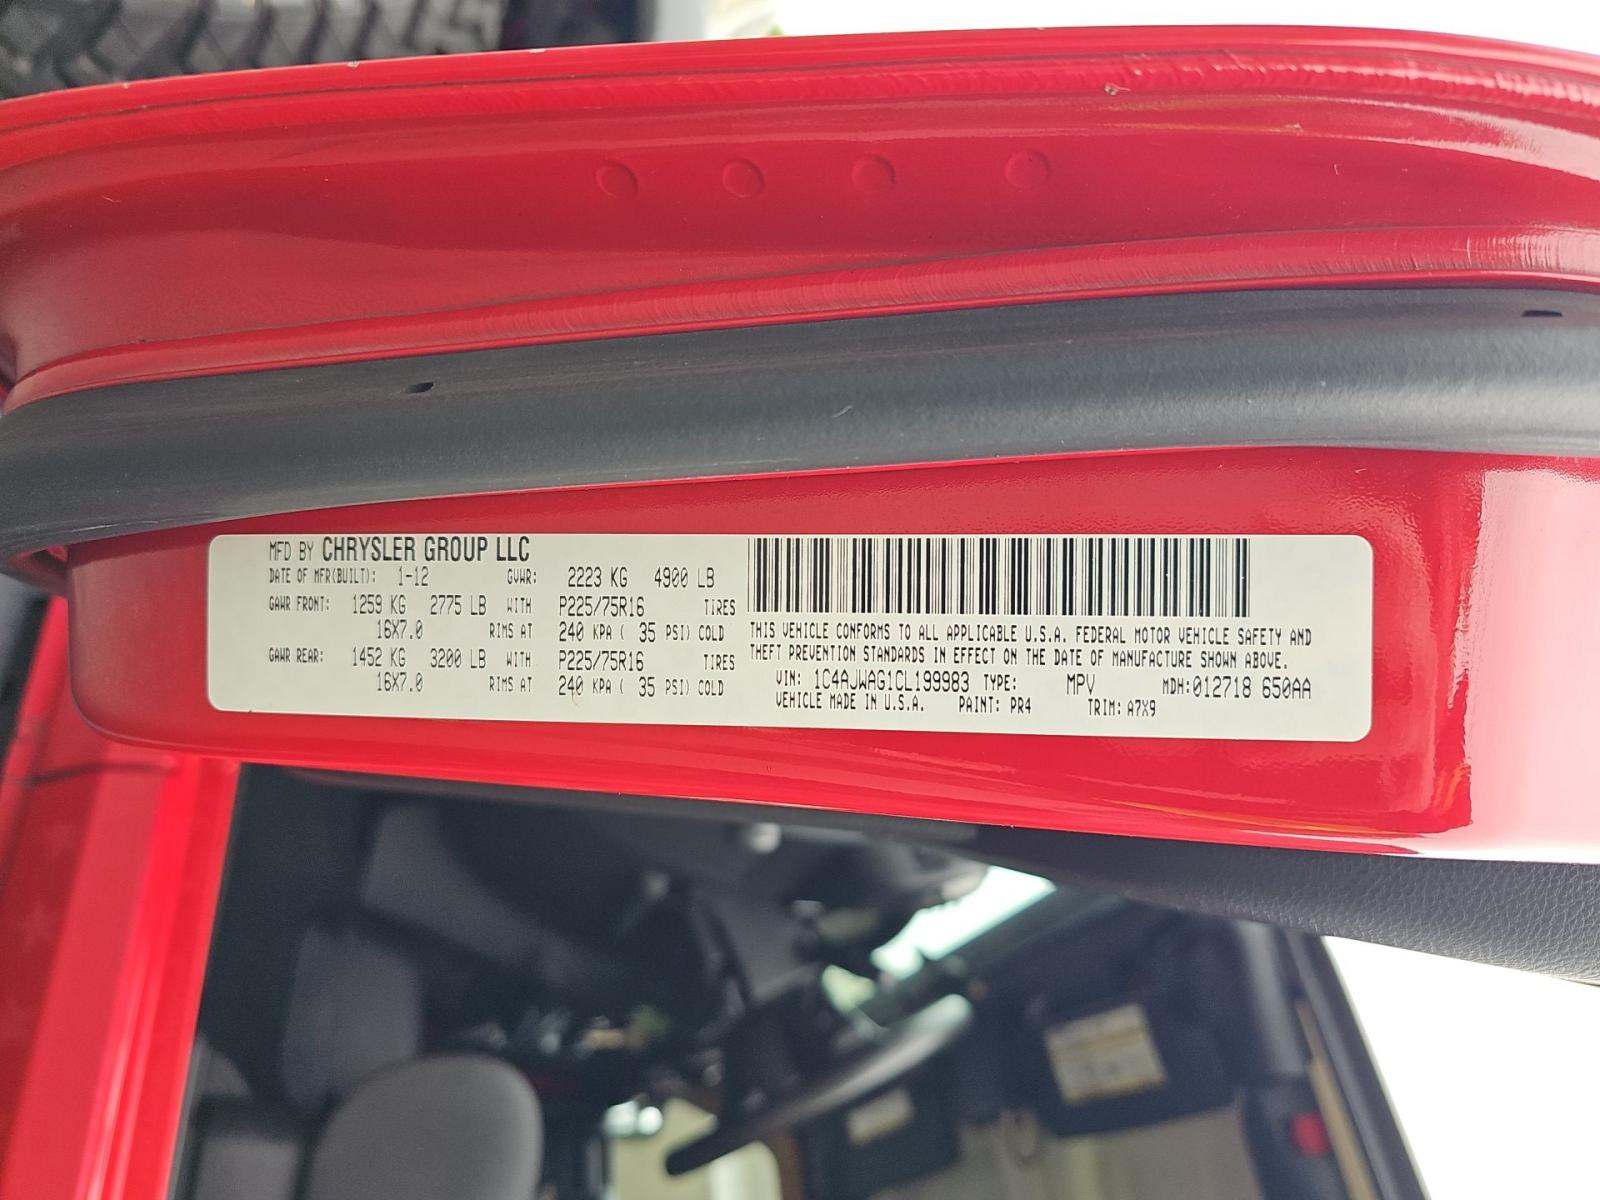 MFD BY CHRYSLER GROUP LLC
DATE OF MFR(BUILT): 1-12 GVWR: 2223 KG 4900 LB
GAWR FRONT: 1259 KG 2775 LB WITH P225/75R16 TIRES
16X7.0 RIMS AT 240 KPA ( 35 PSI) COLD
GAWR REAR: 1452 KG 3200 LB WITH P225/75R16 TIRES
16X7.0 RIMS AT 240 KPA ( 35 PSI) COLD
THIS VEHICLE CONFORMS TO ALL APPLICABLE U.S.A. FEDERAL MOTOR VEHICLE SAFETY AND
THEFT PREVENTION STANDARDS IN EFFECT ON THE DATE OF MANUFACTURE SHOWN ABOVE.
VIN: 1C4AJWAG1CL199983 TYPE: MPV MDH:012718 650AA
VEHICLE MADE IN U.S.A. PAINT: PR4 TRIM: A7X9